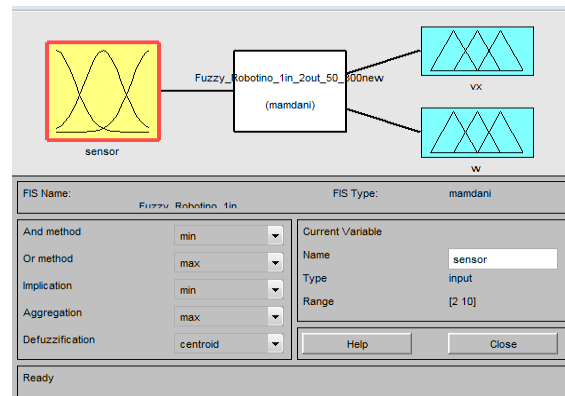 Fuzzy_Robotino_1in_2out_50_300new
(mamdani)
sensor
vx
w
FIS Name:
Fuzzy_Robotino_1in
FIS Type:
mamdani
And method
min
Or method
max
Implication
min
Aggregation
max
Defuzzification
centroid
Current Variable
Name
sensor
Type
input
Range
[2 10]
Help
Close
Ready